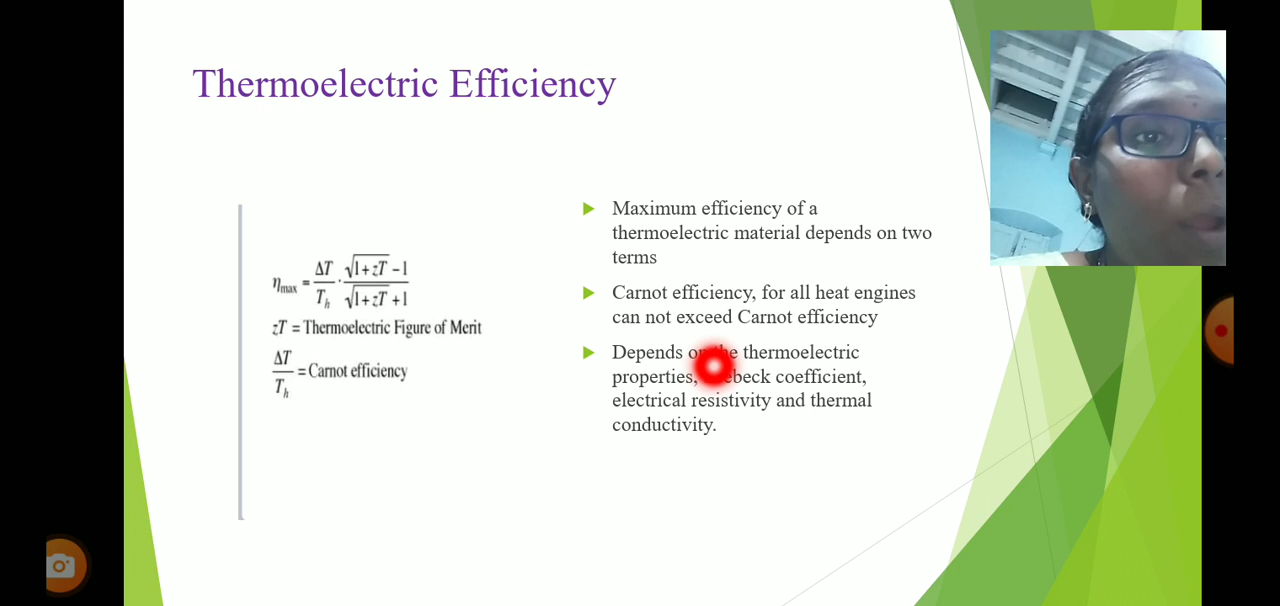 Thermoelectric Efficiency
η_max = ΔT/T_h · (√(1+zT) − 1)/(√(1+zT) + 1)
zT = Thermoelectric Figure of Merit
ΔT/T_h = Carnot efficiency
Maximum efficiency of a
thermoelectric material depends on two
terms
Carnot efficiency, for all heat engines
can not exceed Carnot efficiency
Depends on the thermoelectric
properties, coefficient,
electrical resistivity and thermal
conductivity.